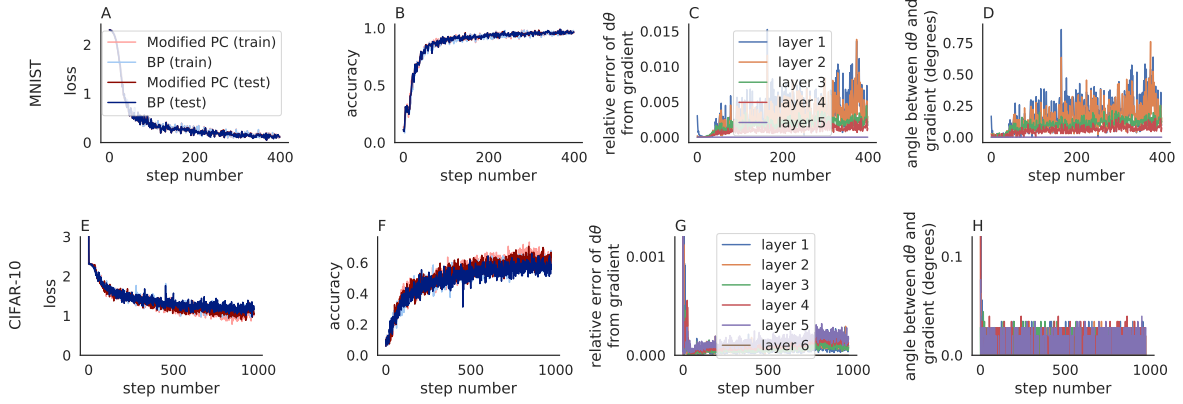 A
MNIST
loss
2
1
0
Modified PC (train)
BP (train)
Modified PC (test)
BP (test)
0
200
400
step number
B
accuracy
1.0
0.5
0.0
0
200
400
step number
C
relative error of dθ
from gradient
0.015
0.010
0.005
0.000
layer 1
layer 2
layer 3
layer 4
layer 5
0
200
400
step number
D
angle between dθ and
gradient (degrees)
0.75
0.50
0.25
0.00
0
200
400
step number
E
CIFAR-10
loss
3
2
1
0
0
500
1000
step number
F
accuracy
0.6
0.4
0.2
0.0
0
500
1000
step number
G
relative error of dθ
from gradient
0.001
0.000
layer 1
layer 2
layer 3
layer 4
layer 5
layer 6
0
500
1000
step number
H
angle between dθ and
gradient (degrees)
0.1
0.0
0
500
1000
step number